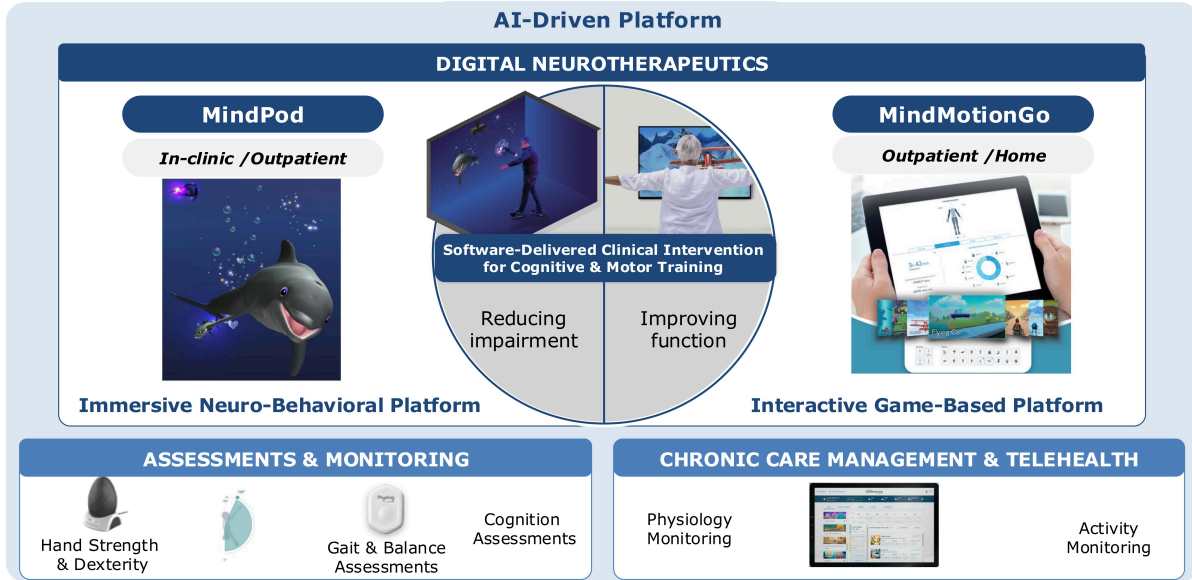 AI-Driven Platform
DIGITAL NEUROTHERAPEUTICS
MindPod
In-clinic /Outpatient
Immersive Neuro-Behavioral Platform
Software-Delivered Clinical Intervention
for Cognitive & Motor Training
Reducing
impairment
Improving
function
MindMotionGo
Outpatient /Home
Flying Car
Interactive Game-Based Platform
ASSESSMENTS & MONITORING
Hand Strength
& Dexterity
Gait & Balance
Assessments
Cognition
Assessments
CHRONIC CARE MANAGEMENT & TELEHEALTH
Physiology
Monitoring
Activity
Monitoring